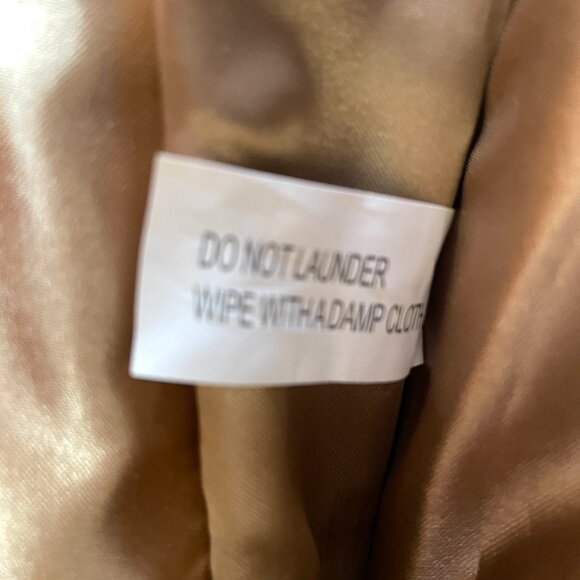 DO NOT LAUNDER
WIPE WITH A DAMP CLOTH